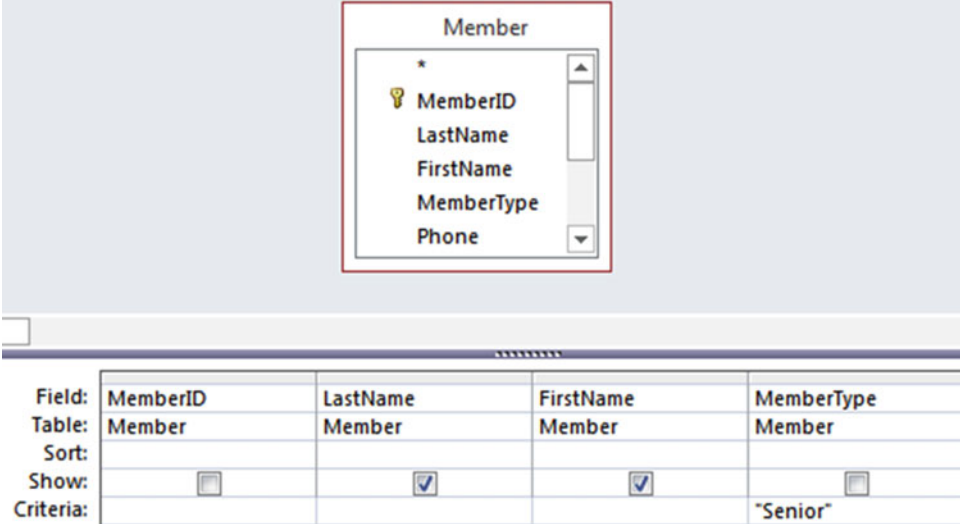 Member
*
MemberID
LastName
FirstName
MemberType
Phone
Field: MemberID LastName FirstName MemberType
Table: Member Member Member Member
Sort:
Show:
Criteria: "Senior"